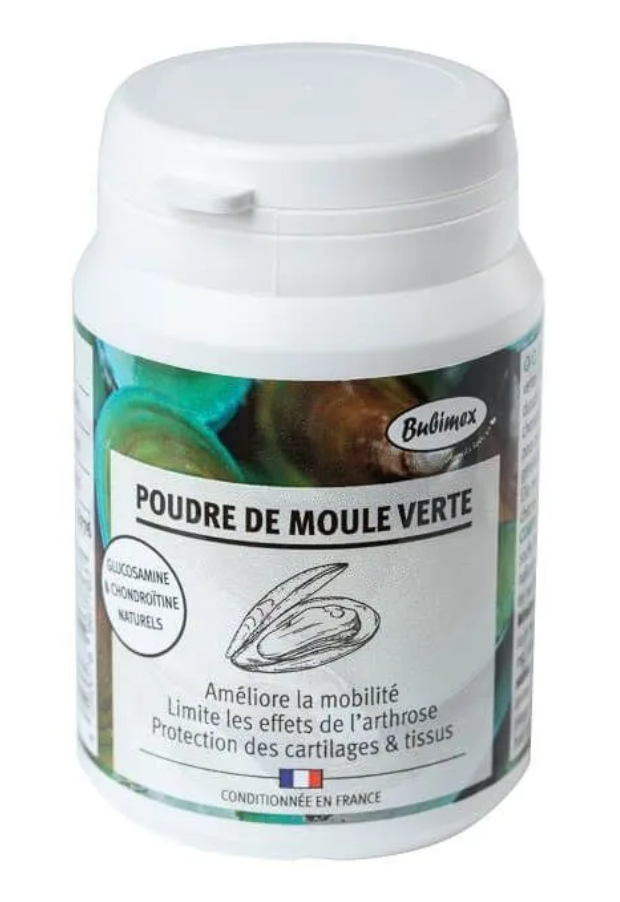 Bubimex
POUDRE DE MOULE VERTE
GLUCOSAMINE
& CHONDROÏTINE
NATURELS
Améliore la mobilité
Limite les effets de l'arthrose
Protection des cartilages & tissus
CONDITIONNÉE EN FRANCE